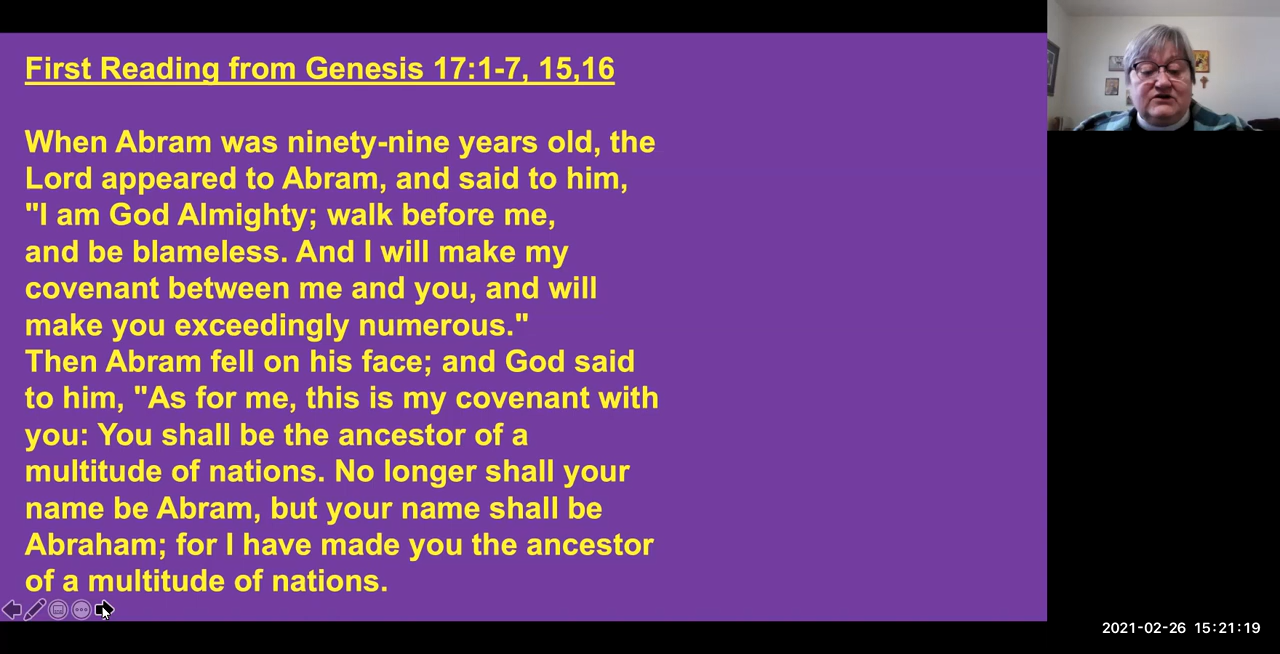 First Reading from Genesis 17:1-7, 15,16
When Abram was ninety-nine years old, the
Lord appeared to Abram, and said to him,
"I am God Almighty; walk before me,
and be blameless. And I will make my
covenant between me and you, and will
make you exceedingly numerous."
Then Abram fell on his face; and God said
to him, "As for me, this is my covenant with
you: You shall be the ancestor of a
multitude of nations. No longer shall your
name be Abram, but your name shall be
Abraham; for I have made you the ancestor
of a multitude of nations.
2021-02-26 15:21:19